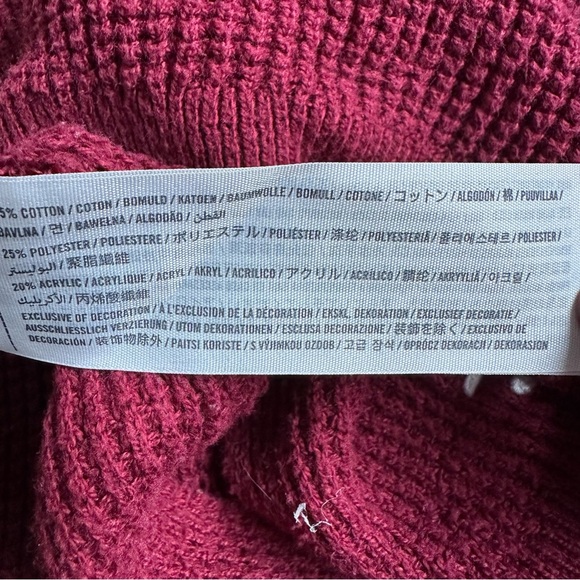 5% COTTON / COTON / BOMULD / KATOEN / BAUMWOLLE / BOMULL / COTONE / コットン / ALGODÓN / 棉 / PUUVILLAA /
BAVLNA / 면 / BAWEŁNA / ALGODÃO / القطن
25% POLYESTER / POLIESTERE / ポリエステル / POLIÉSTER / 涤纶 / POLYESTERIÄ / 폴리에스테르 / POLIESTER /
البوليستر / 聚脂纖維
20% ACRYLIC / ACRYLIQUE / ACRYL / AKRYL / ACRILICO / アクリル / ACRÍLICO / 腈纶 / AKRYYLIÄ / 아크릴 /
الأكريليك / 丙烯酸纖維
EXCLUSIVE OF DECORATION / À L'EXCLUSION DE LA DÉCORATION / EKSKL. DEKORATION / EXCLUSIEF DECORATIE /
AUSSCHLIESSLICH VERZIERUNG / UTOM DEKORATIONEN / ESCLUSA DECORAZIONE / 装飾を除く / EXCLUSIVO DE
DECORACIÓN / 装饰物除外 / PAITSI KORISTE / S VÝJIMKOU OZDOB / 고급 장식 / OPRÓCZ DEKORACJI / DEKORASJON